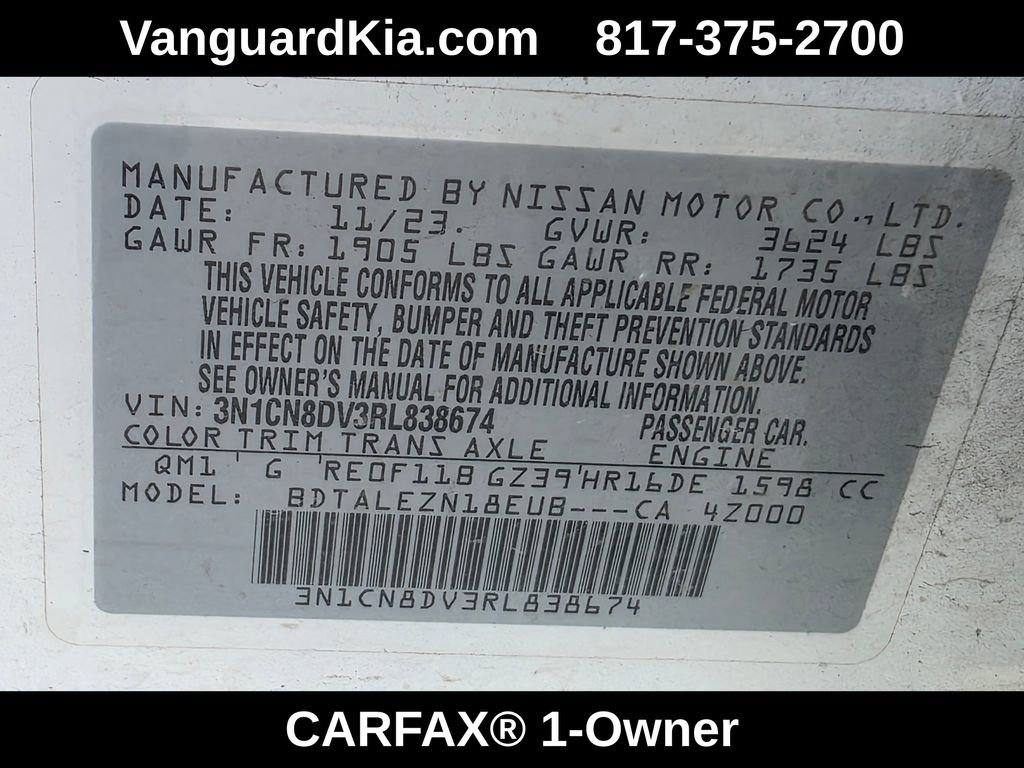 VanguardKia.com 817-375-2700
MANUFACTURED BY NISSAN MOTOR CO., LTD.
DATE: 11/23. GVWR: 3624 LBS
GAWR FR: 1905 LBS GAWR RR: 1735 LBS
THIS VEHICLE CONFORMS TO ALL APPLICABLE FEDERAL MOTOR
VEHICLE SAFETY, BUMPER AND THEFT PREVENTION STANDARDS
IN EFFECT ON THE DATE OF MANUFACTURE SHOWN ABOVE.
SEE OWNER'S MANUAL FOR ADDITIONAL INFORMATION.
VIN: 3N1CN8DV3RL838674 PASSENGER CAR.
COLOR TRIM TRANS AXLE ENGINE
QM1 G RE0F11B GZ39 HR16DE 1598 CC
MODEL: BDTALEZN18EUB---CA 4Z000
3N1CN8DV3RL838674
CARFAX® 1-Owner